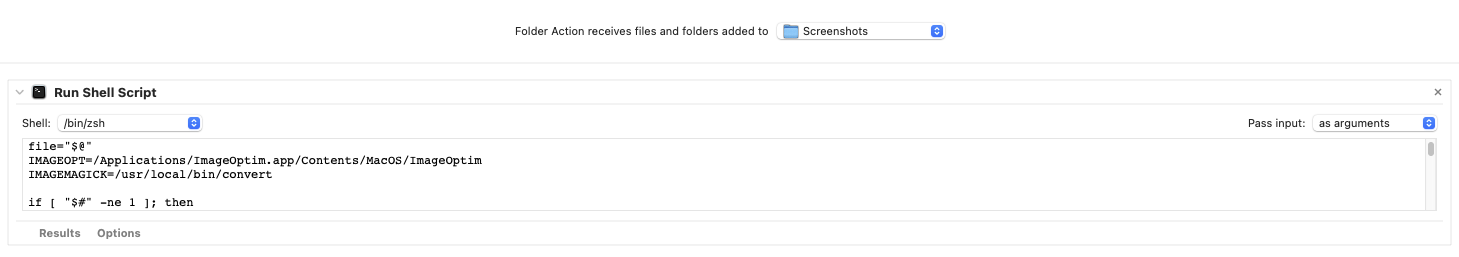 Folder Action receives files and folders added to Screenshots
Run Shell Script
Shell: /bin/zsh Pass input: as arguments
file="$@"
IMAGEOPT=/Applications/ImageOptim.app/Contents/MacOS/ImageOptim
IMAGEMAGICK=/usr/local/bin/convert
if [ "$#" -ne 1 ]; then
Results Options